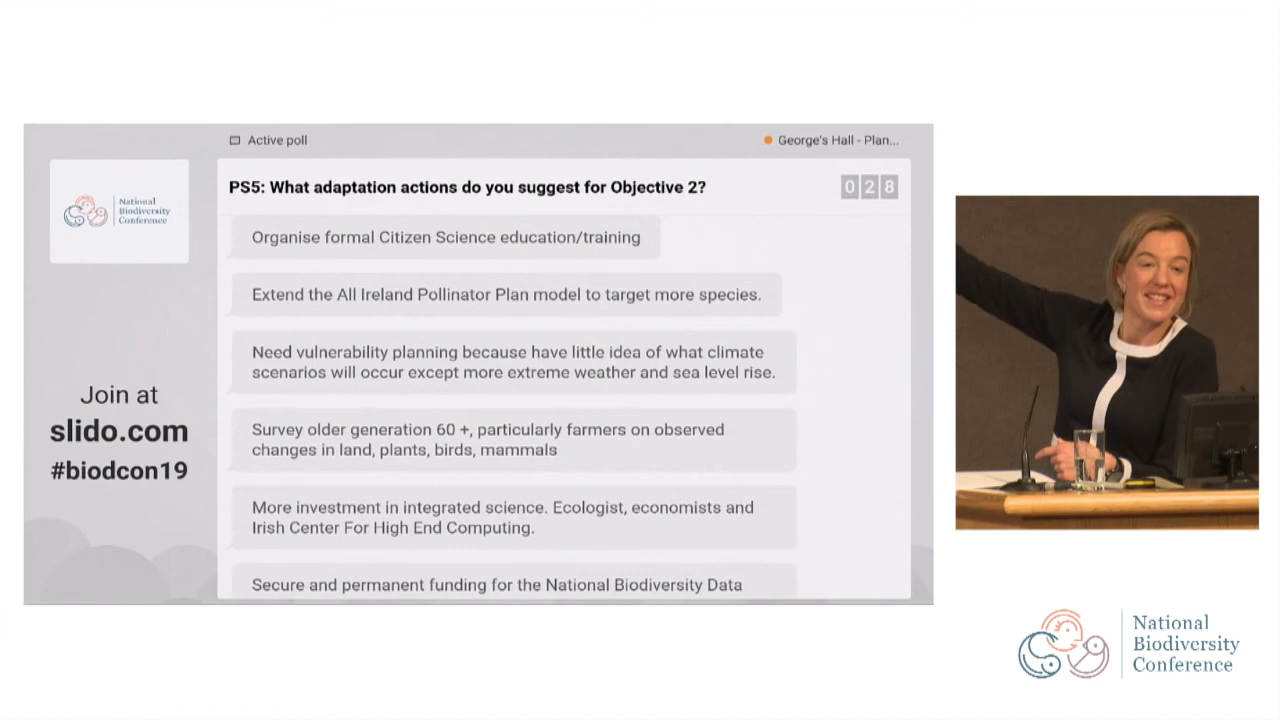 Active poll
George's Hall - Plan...
National
Biodiversity
Conference
PS5: What adaptation actions do you suggest for Objective 2?
028
Organise formal Citizen Science education/training
Extend the All Ireland Pollinator Plan model to target more species.
Need vulnerability planning because have little idea of what climate
scenarios will occur except more extreme weather and sea level rise.
Survey older generation 60 +, particularly farmers on observed
changes in land, plants, birds, mammals
More investment in integrated science. Ecologist, economists and
Irish Center For High End Computing.
Secure and permanent funding for the National Biodiversity Data
Join at
slido.com
#biodcon19
National
Biodiversity
Conference